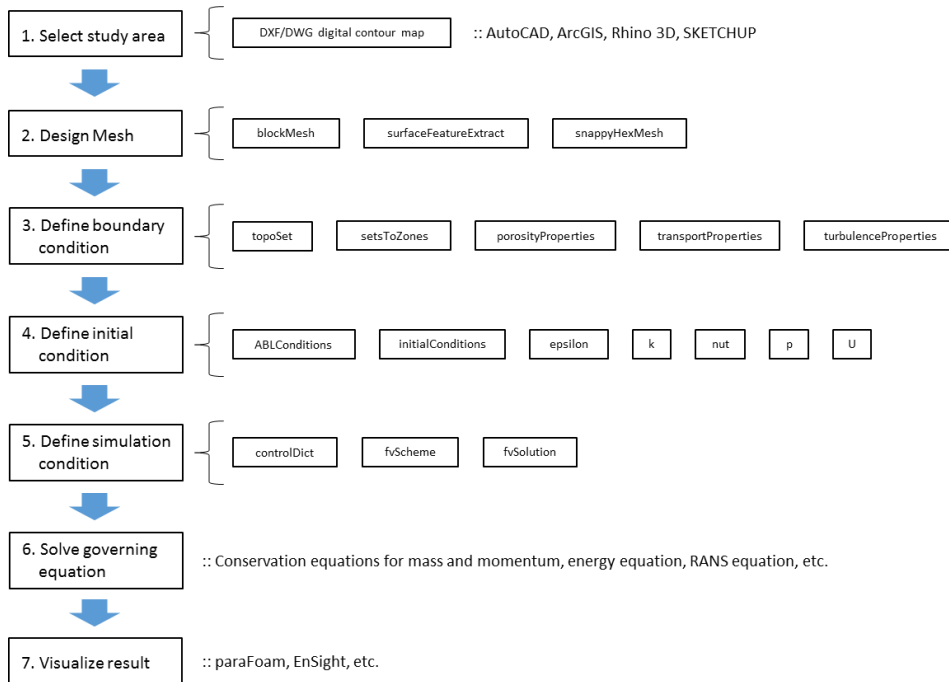 1. Select study area
DXF/DWG digital contour map
:: AutoCAD, ArcGIS, Rhino 3D, SKETCHUP
2. Design Mesh
blockMesh
surfaceFeatureExtract
snappyHexMesh
3. Define boundary
condition
topoSet
setsToZones
porosityProperties
transportProperties
turbulenceProperties
4. Define initial
condition
ABLConditions
initialConditions
epsilon
k
nut
p
U
5. Define simulation
condition
controlDict
fvScheme
fvSolution
6. Solve governing
equation
:: Conservation equations for mass and momentum, energy equation, RANS equation, etc.
7. Visualize result
:: paraFoam, EnSight, etc.